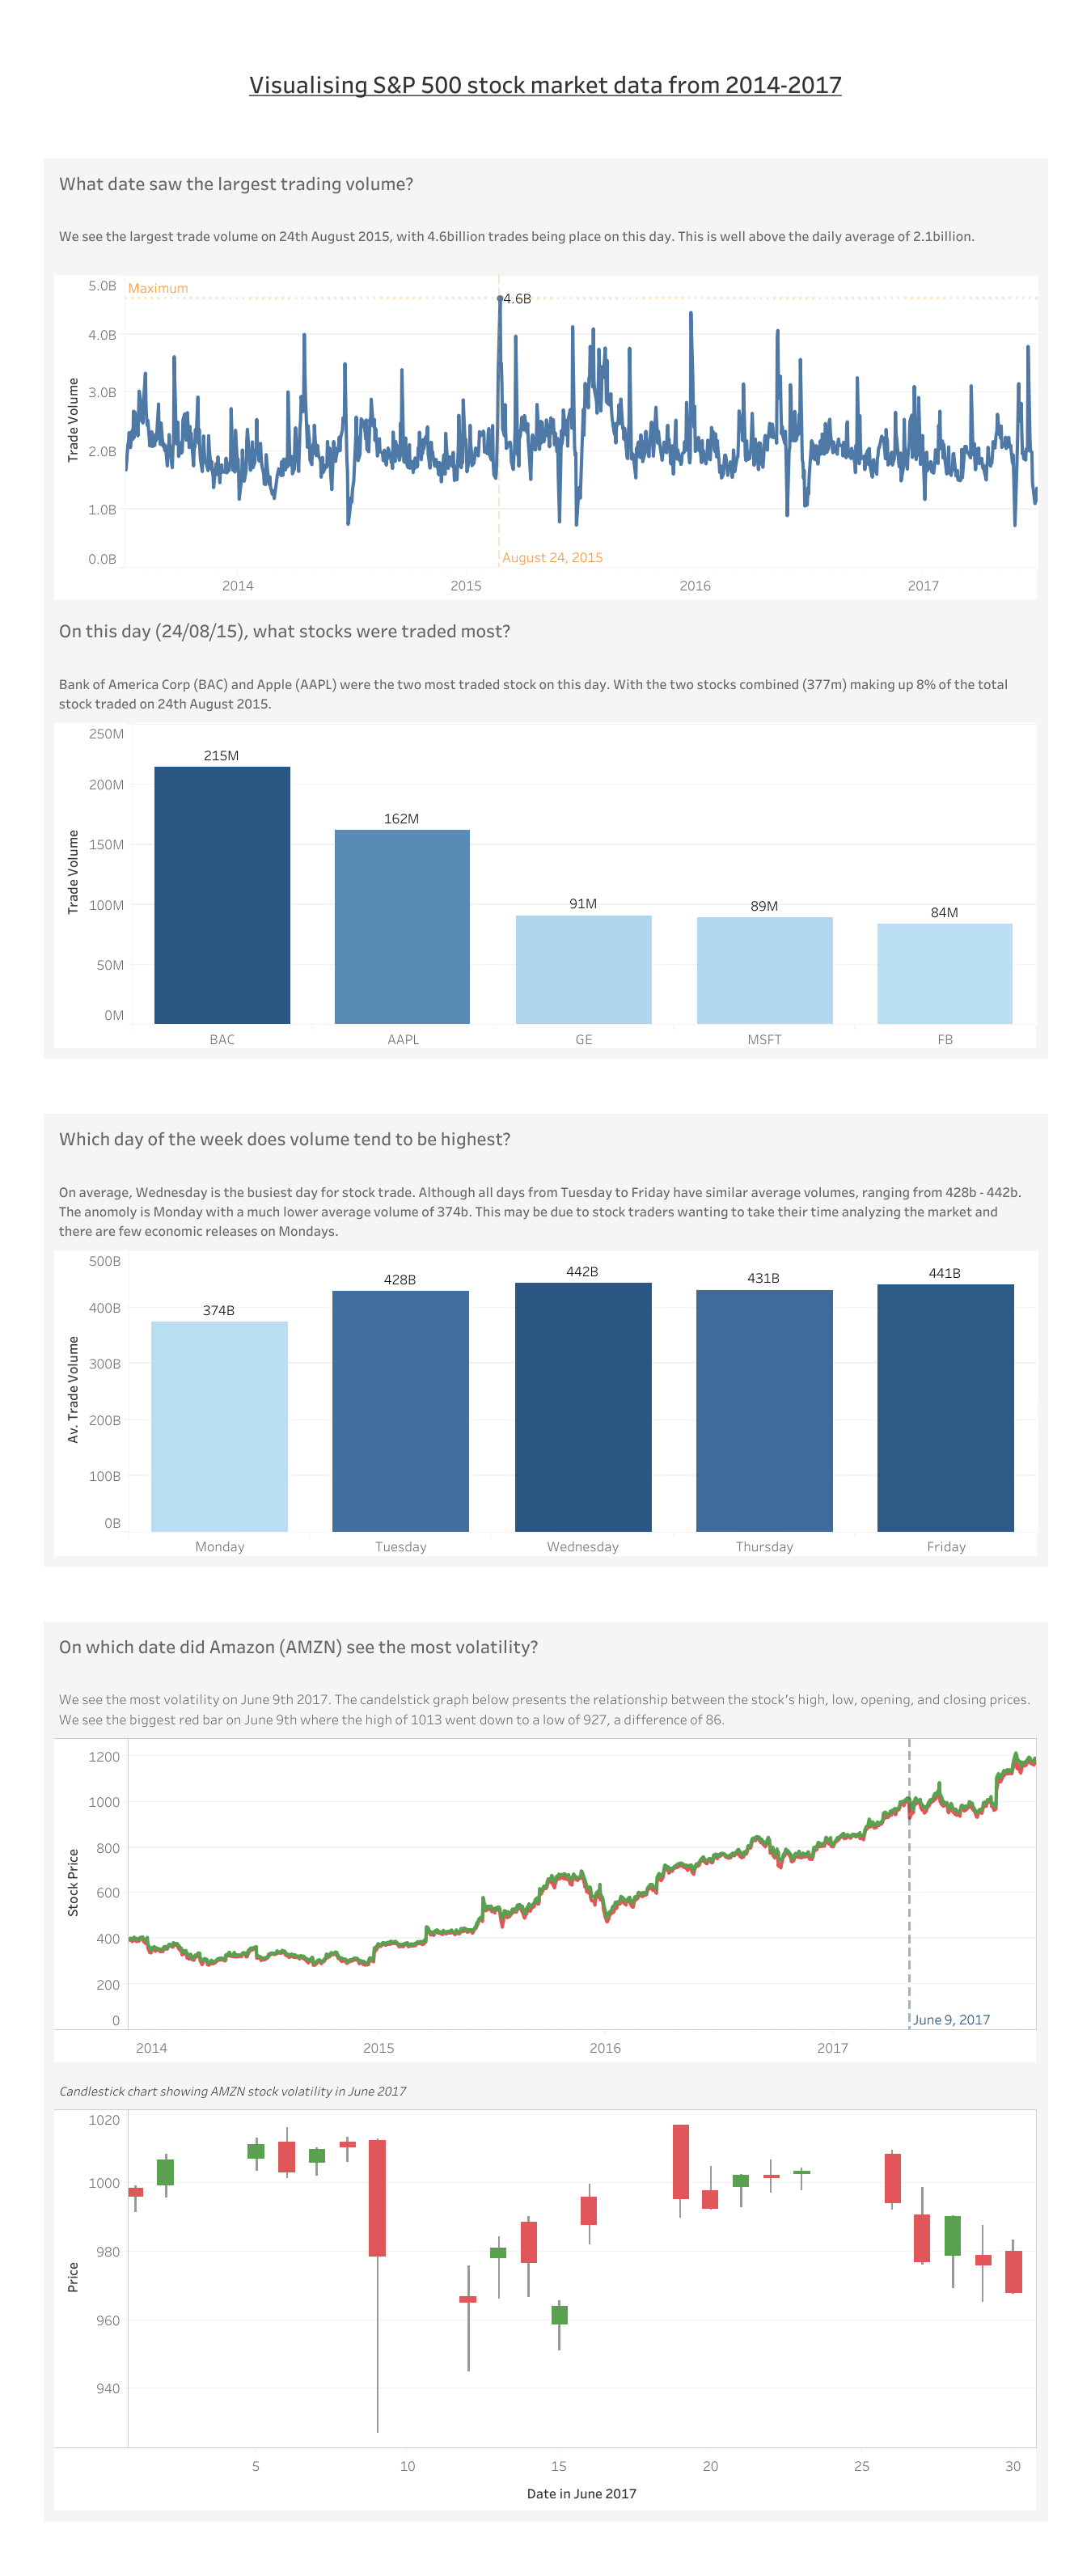 Visualising S&P 500 stock market data from 2014-2017
What date saw the largest trading volume?
We see the largest trade volume on 24th August 2015, with 4.6billion trades being place on this day. This is well above the daily average of 2.1billion.
5.0B
Maximum
4.6B
4.0B
3.0B
Trade Volume
2.0B
1.0B
0.0B
August 24, 2015
2014
2015
2016
2017
On this day (24/08/15), what stocks were traded most?
Bank of America Corp (BAC) and Apple (AAPL) were the two most traded stock on this day. With the two stocks combined (377m) making up 8% of the total
stock traded on 24th August 2015.
250M
215M
200M
162M
150M
Trade Volume
100M
91M
89M
84M
50M
0M
BAC
AAPL
GE
MSFT
FB
Which day of the week does volume tend to be highest?
On average, Wednesday is the busiest day for stock trade. Although all days from Tuesday to Friday have similar average volumes, ranging from 428b - 442b.
The anomoly is Monday with a much lower average volume of 374b. This may be due to stock traders wanting to take their time analyzing the market and
there are few economic releases on Mondays.
500B
374B
428B
442B
431B
441B
400B
300B
Av. Trade Volume
200B
100B
0B
Monday
Tuesday
Wednesday
Thursday
Friday
On which date did Amazon (AMZN) see the most volatility?
We see the most volatility on June 9th 2017. The candelstick graph below presents the relationship between the stock's high, low, opening, and closing prices.
We see the biggest red bar on June 9th where the high of 1013 went down to a low of 927, a difference of 86.
1200
1000
800
Stock Price
600
400
200
0
June 9, 2017
2014
2015
2016
2017
Candlestick chart showing AMZN stock volatility in June 2017
1020
1000
980
Price
960
940
5
10
15
20
25
30
Date in June 2017